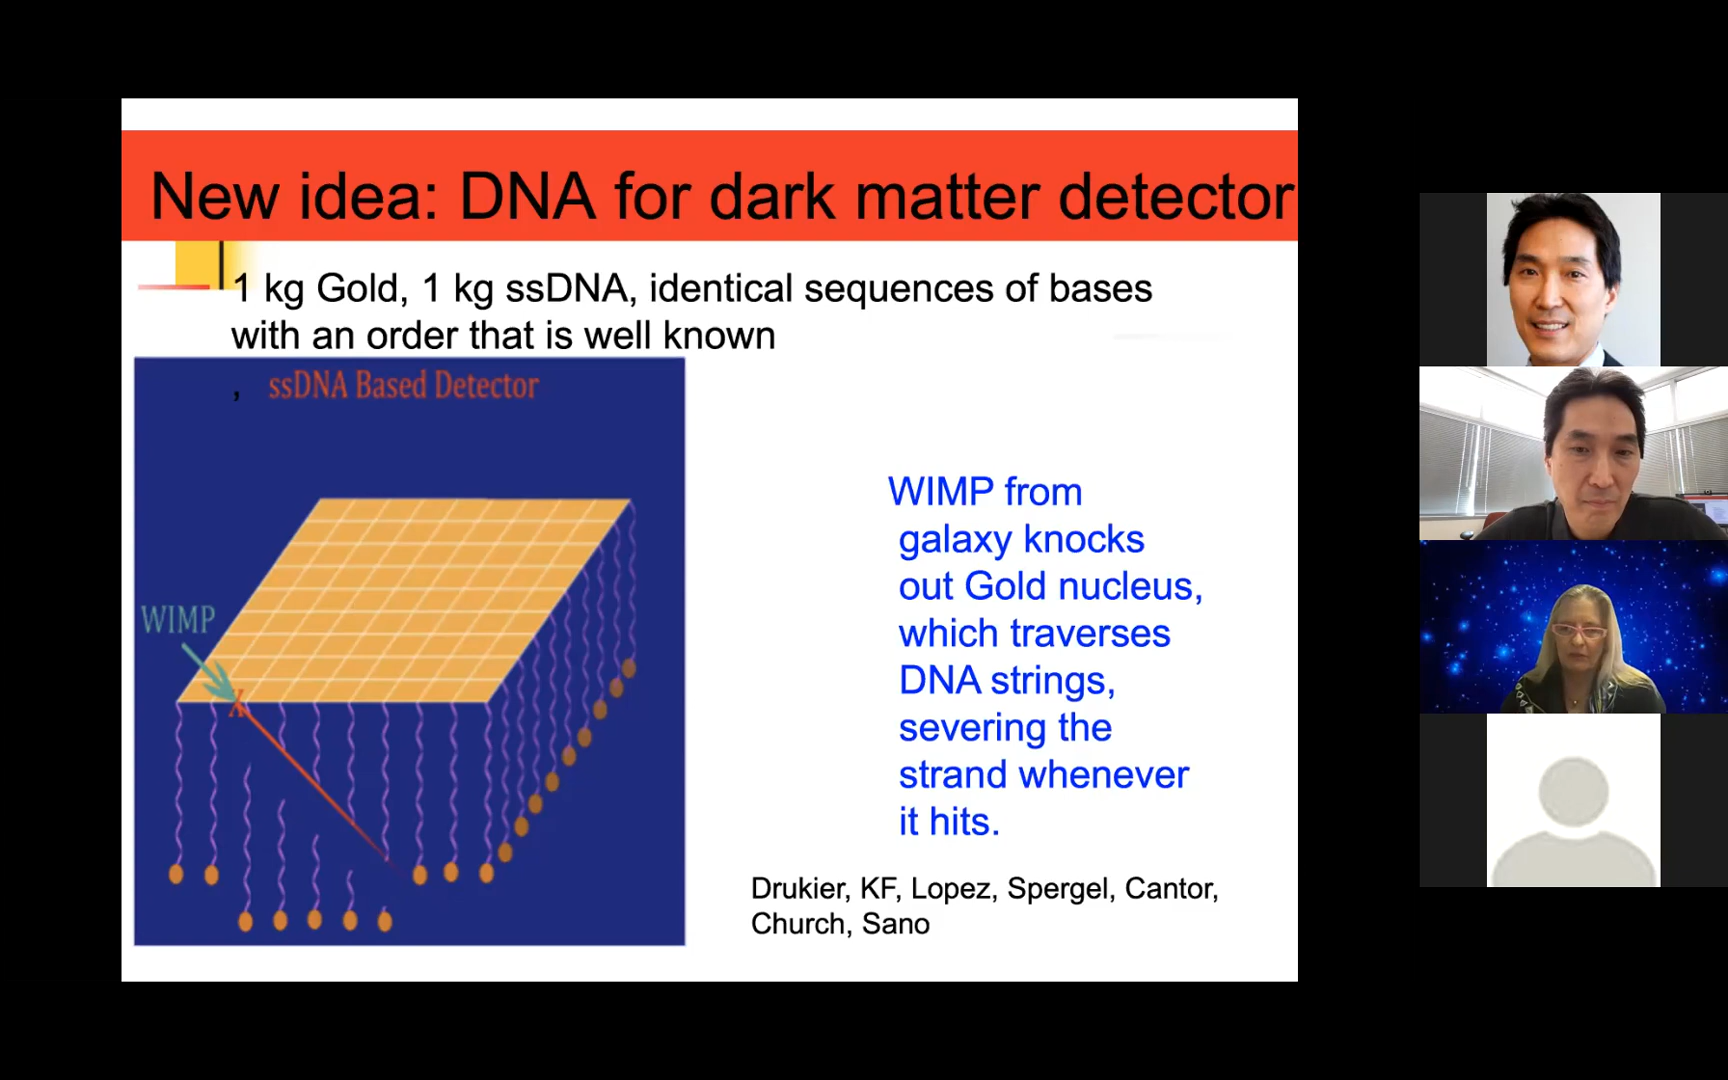 New idea: DNA for dark matter detector
1 kg Gold, 1 kg ssDNA, identical sequences of bases
with an order that is well known
,
ssDNA Based Detector
WIMP
X
WIMP from
galaxy knocks
out Gold nucleus,
which traverses
DNA strings,
severing the
strand whenever
it hits.
Drukier, KF, Lopez, Spergel, Cantor,
Church, Sano